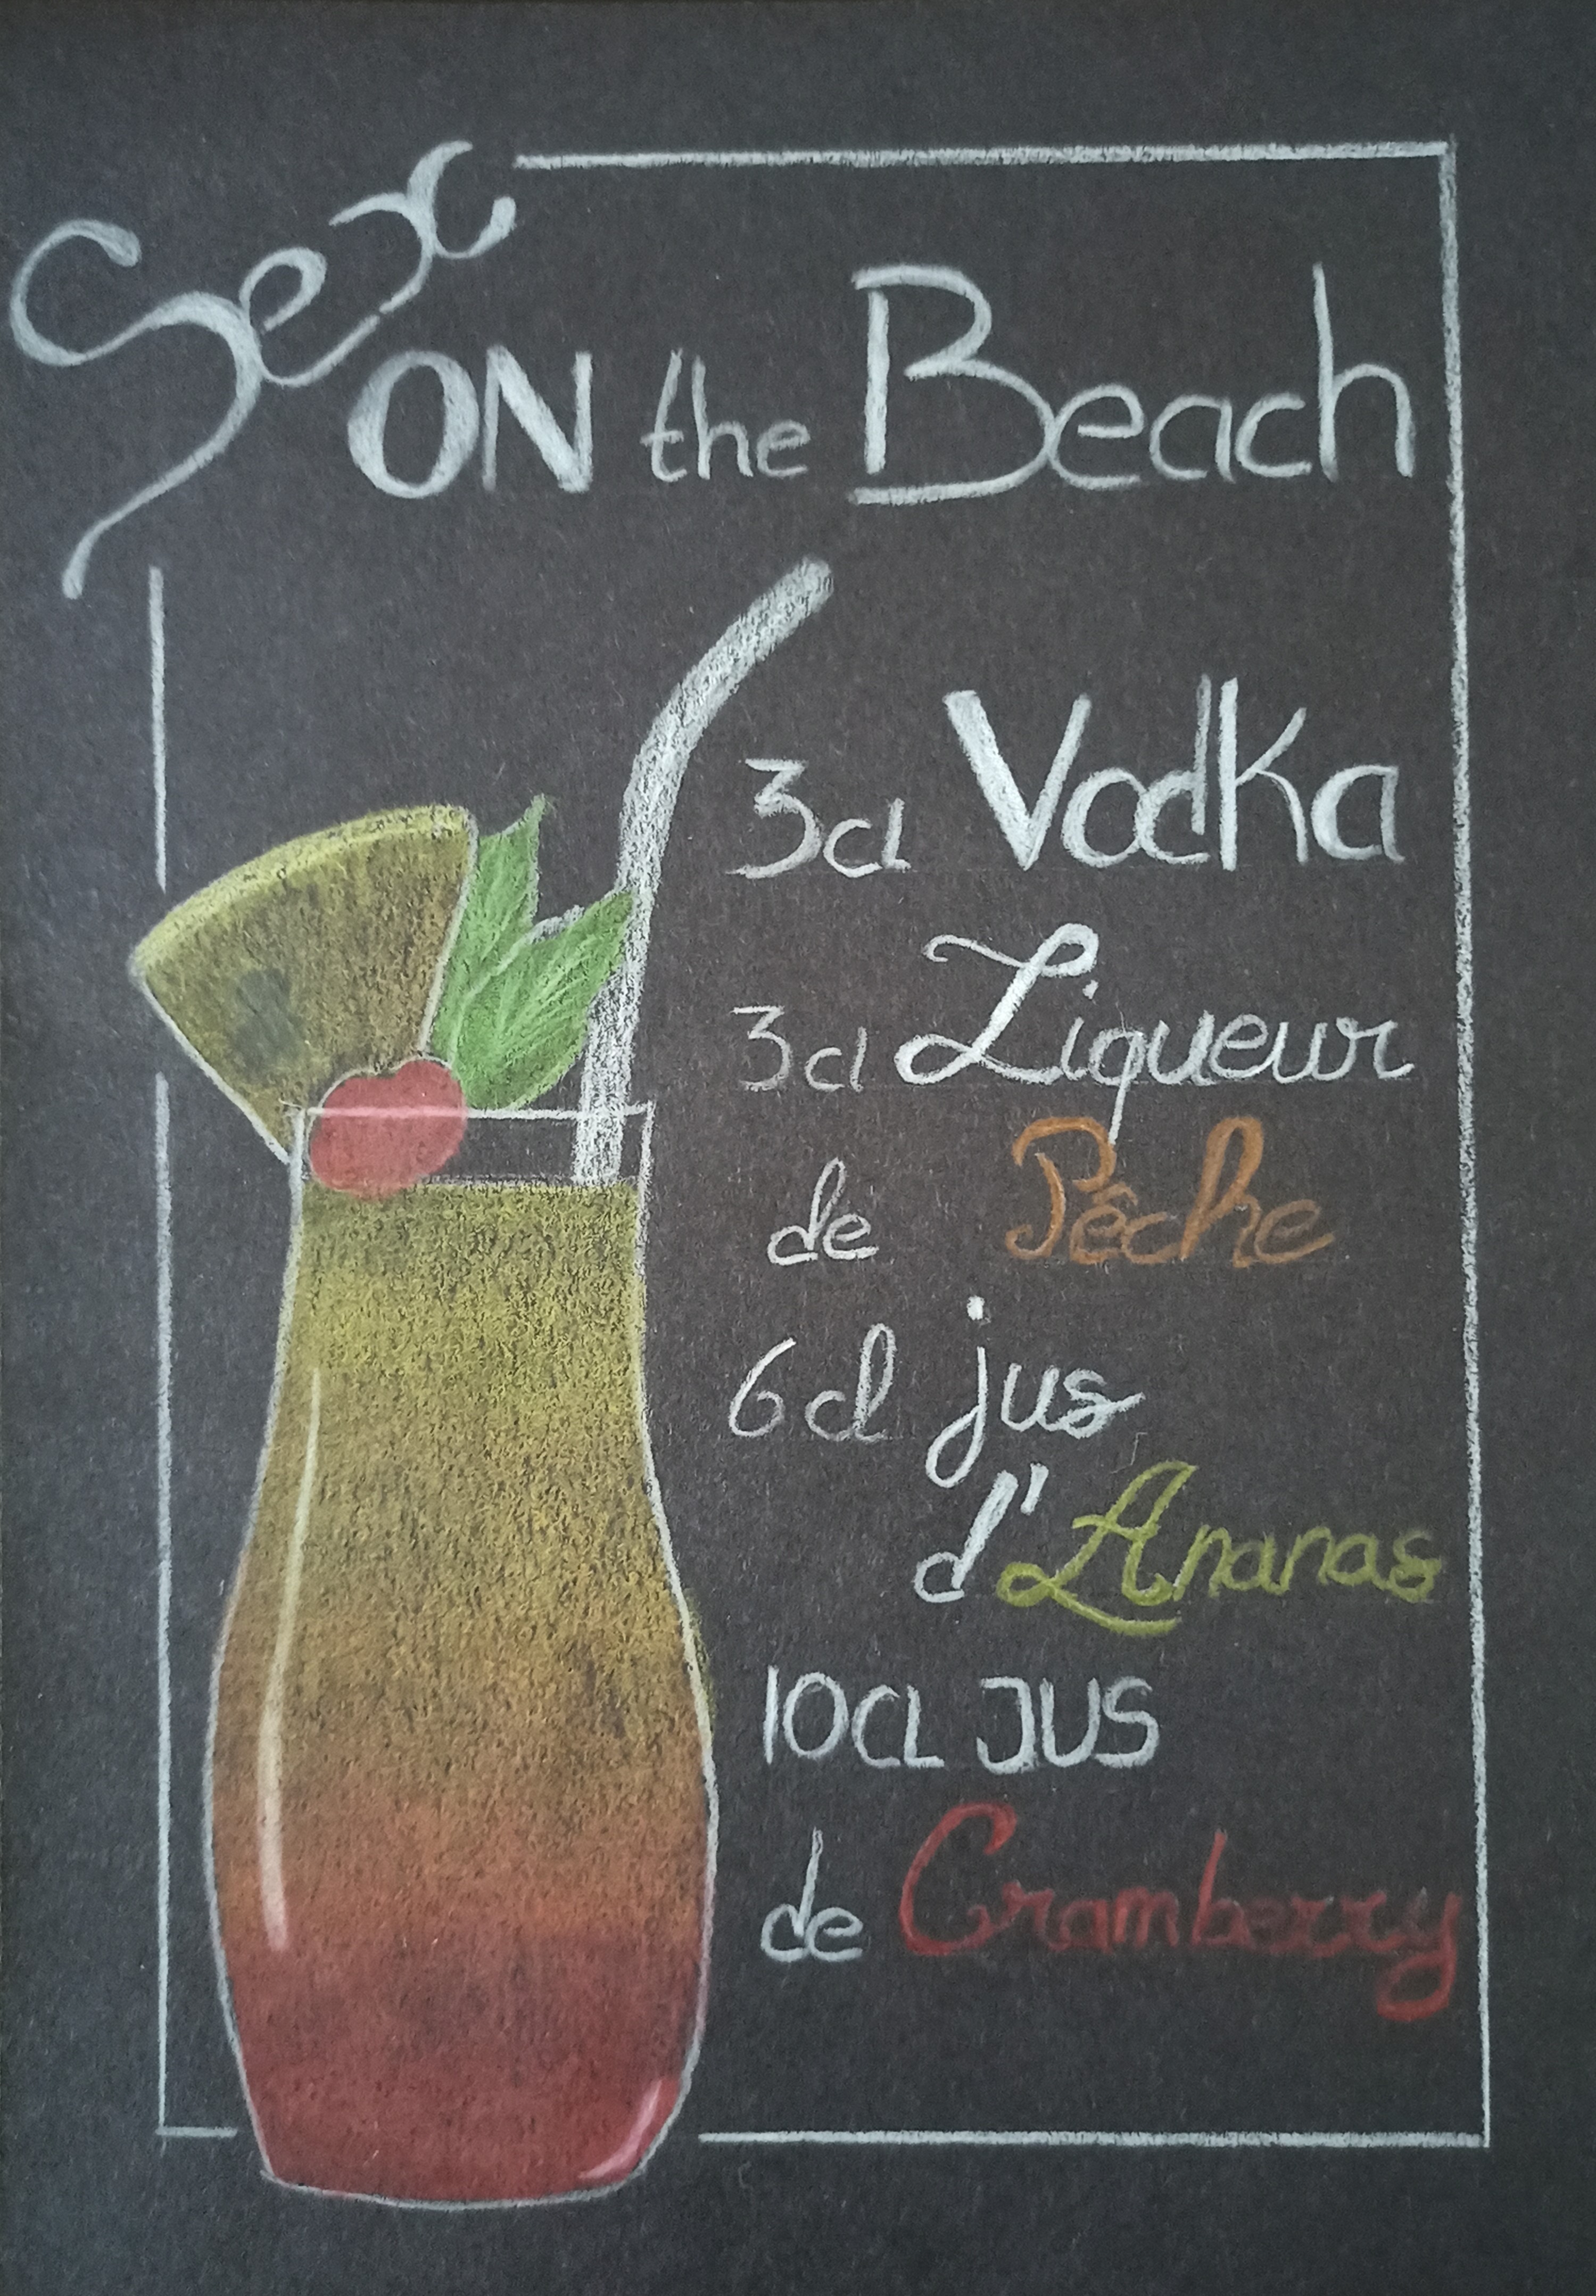 Sex
ON the Beach
3cl Vodka
3cl Liqueur
de Pêche
6cl jus
d'Ananas
10CL JUS
de Cramberry